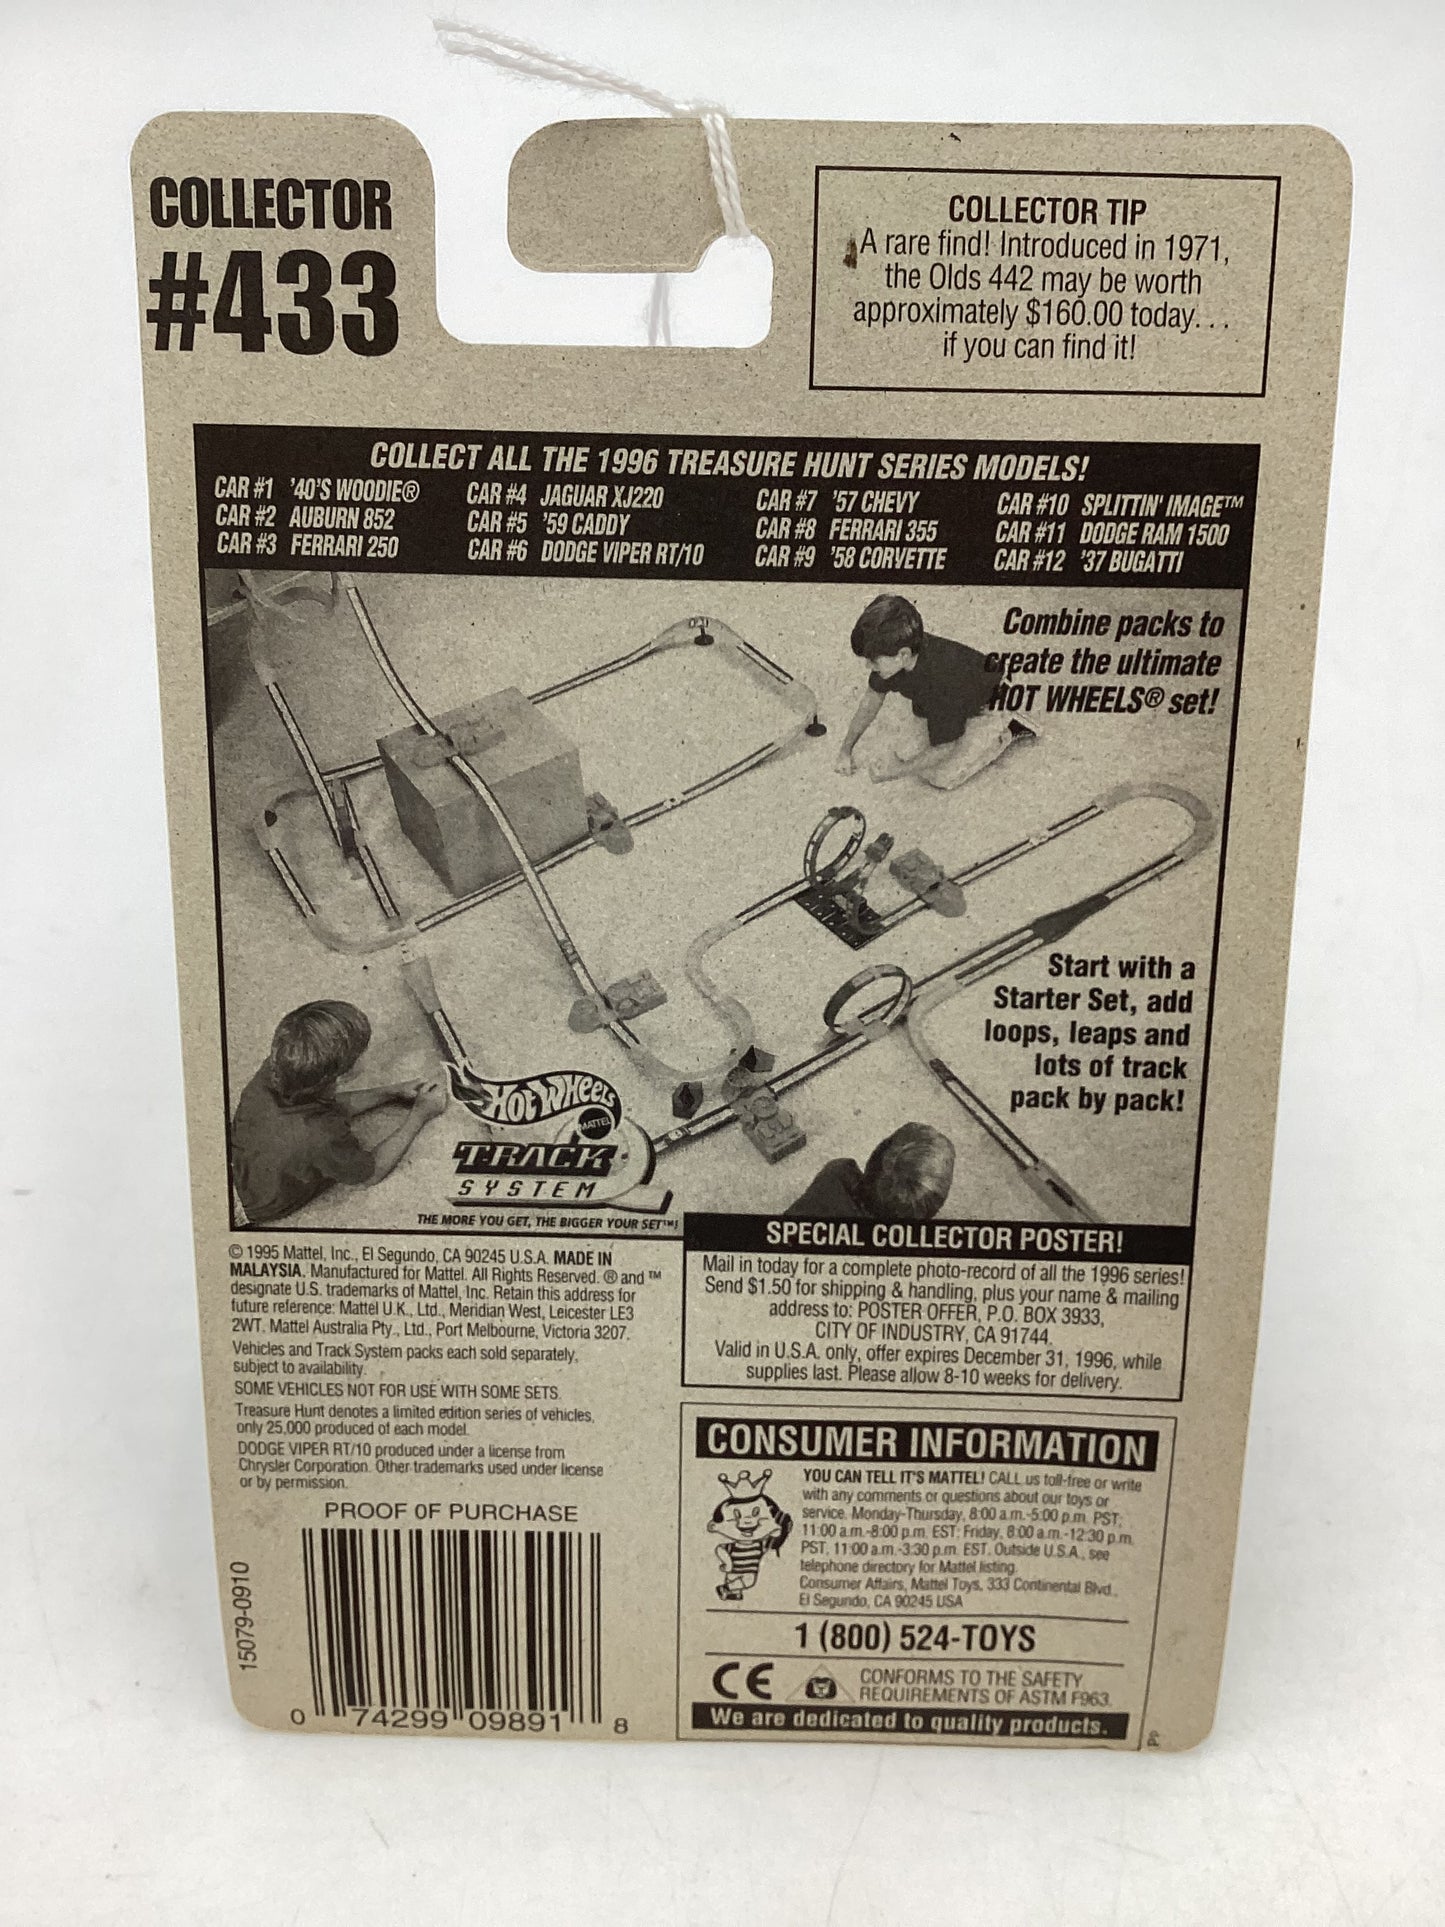 COLLECTOR
#433
COLLECTOR TIP
A rare find! Introduced in 1971,
the Olds 442 may be worth
approximately $160.00 today. . .
if you can find it!
COLLECT ALL THE 1996 TREASURE HUNT SERIES MODELS!
CAR #1 '40'S WOODIE®
CAR #2 AUBURN 852
CAR #3 FERRARI 250
CAR #4 JAGUAR XJ220
CAR #5 '59 CADDY
CAR #6 DODGE VIPER RT/10
CAR #7 '57 CHEVY
CAR #8 FERRARI 355
CAR #9 '58 CORVETTE
CAR #10 SPLITTIN' IMAGE™
CAR #11 DODGE RAM 1500
CAR #12 '37 BUGATTI
Combine packs to
create the ultimate
HOT WHEELS® set!
Start with a
Starter Set, add
loops, leaps and
lots of track
pack by pack!
HOT WHEELS
MATTEL
TRACK
SYSTEM
THE MORE YOU GET, THE BIGGER YOUR SET™!
© 1995 Mattel, Inc., El Segundo, CA 90245 U.S.A. MADE IN
MALAYSIA. Manufactured for Mattel. All Rights Reserved. ® and ™
designate U.S. trademarks of Mattel, Inc. Retain this address for
future reference: Mattel U.K., Ltd., Meridian West, Leicester LE3
2WT. Mattel Australia Pty., Ltd., Port Melbourne, Victoria 3207.
Vehicles and Track System packs each sold separately,
subject to availability.
SOME VEHICLES NOT FOR USE WITH SOME SETS.
Treasure Hunt denotes a limited edition series of vehicles,
only 25,000 produced of each model.
DODGE VIPER RT/10 produced under a license from
Chrysler Corporation. Other trademarks used under license
or by permission.
PROOF OF PURCHASE
15079-0910
0 74299 09891 8
SPECIAL COLLECTOR POSTER!
Mail in today for a complete photo-record of all the 1996 series!
Send $1.50 for shipping & handling, plus your name & mailing
address to: POSTER OFFER, P.O. BOX 3933,
CITY OF INDUSTRY, CA 91744.
Valid in U.S.A. only, offer expires December 31, 1996, while
supplies last. Please allow 8-10 weeks for delivery.
CONSUMER INFORMATION
YOU CAN TELL IT'S MATTEL! CALL us toll-free or write
with any comments or questions about our toys or
service. Monday-Thursday, 8:00 a.m.-5:00 p.m. PST;
11:00 a.m.-8:00 p.m. EST; Friday, 8:00 a.m.-12:30 p.m.
PST, 11:00 a.m.-3:30 p.m. EST. Outside U.S.A., see
telephone directory for Mattel listing.
Consumer Affairs, Mattel Toys, 333 Continental Blvd.,
El Segundo, CA 90245 USA
1 (800) 524-TOYS
CE
CONFORMS TO THE SAFETY
REQUIREMENTS OF ASTM F963.
We are dedicated to quality products.